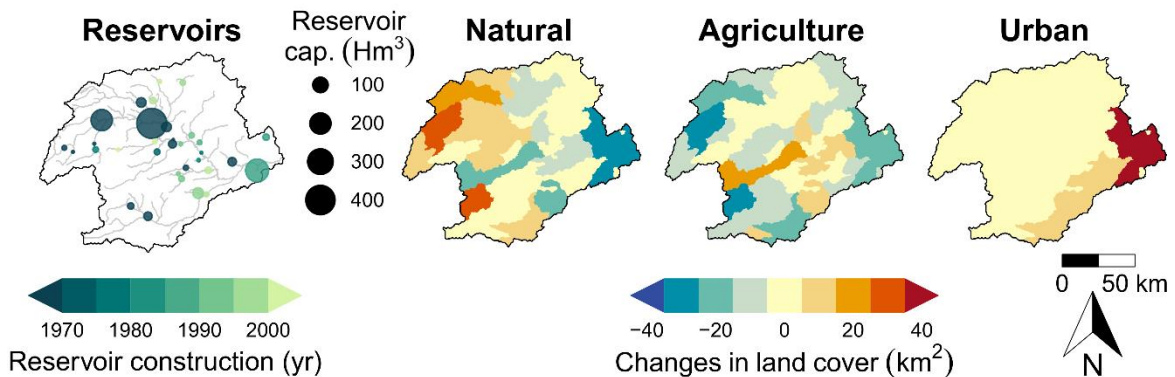 Reservoirs
Reservoir
cap. (Hm³)
100
200
300
400
Natural
Agriculture
Urban
1970 1980 1990 2000
Reservoir construction (yr)
−40 −20 0 20 40
Changes in land cover (km²)
0 50 km
N